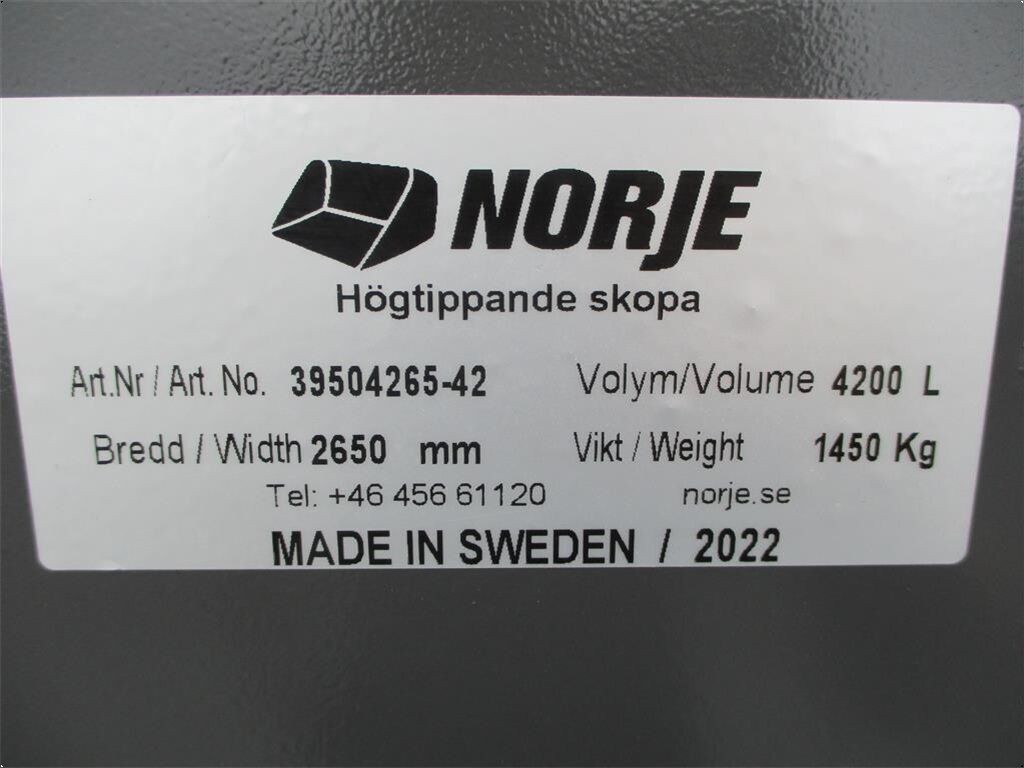 NORJE
Högtippande skopa
Art.Nr / Art. No. 39504265-42 Volym/Volume 4200 L
Bredd / Width 2650 mm Vikt / Weight 1450 Kg
Tel: +46 456 61120 norje.se
MADE IN SWEDEN / 2022